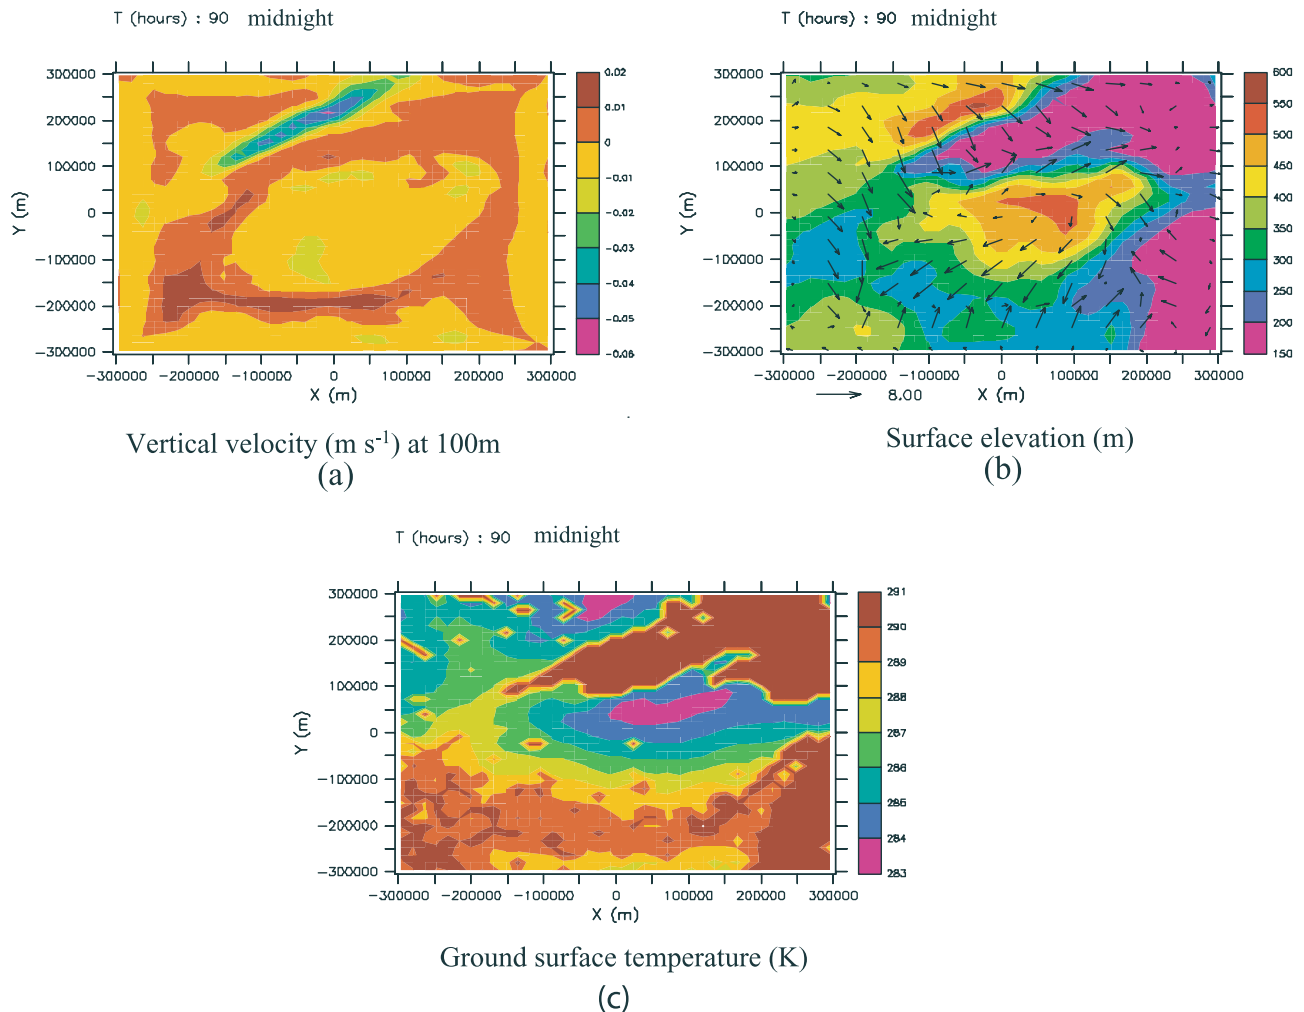 T (hours) : 90 midnight
T (hours) : 90 midnight
300000
200000
100000
0
-100000
-200000
-300000
Y (m)
-300000 -200000 -100000 0 100000 200000 300000
X (m)
0.02
0.01
0
-0.01
-0.02
-0.03
-0.04
-0.05
-0.06
Vertical velocity (m s-1) at 100m
(a)
300000
200000
100000
0
-100000
-200000
-300000
Y (m)
-300000 -200000 -100000 0 100000 200000 300000
X (m)
8.00
600
550
500
450
400
350
300
250
200
150
Surface elevation (m)
(b)
T (hours) : 90 midnight
300000
200000
100000
0
-100000
-200000
-300000
Y (m)
-300000 -200000 -100000 0 100000 200000 300000
X (m)
291
290
289
288
287
286
285
284
283
Ground surface temperature (K)
(c)